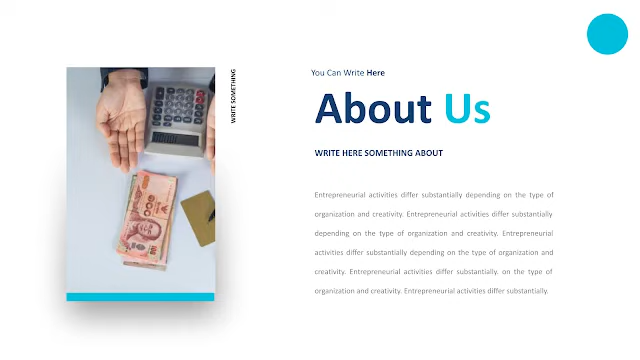 WRITE SOMETHING
You Can Write Here
About Us
WRITE HERE SOMETHING ABOUT
Entrepreneurial activities differ substantially depending on the type of
organization and creativity. Entrepreneurial activities differ substantially
depending on the type of organization and creativity. Entrepreneurial
activities differ substantially depending on the type of organization and
creativity. Entrepreneurial activities differ substantially. on the type of
organization and creativity. Entrepreneurial activities differ substantially.